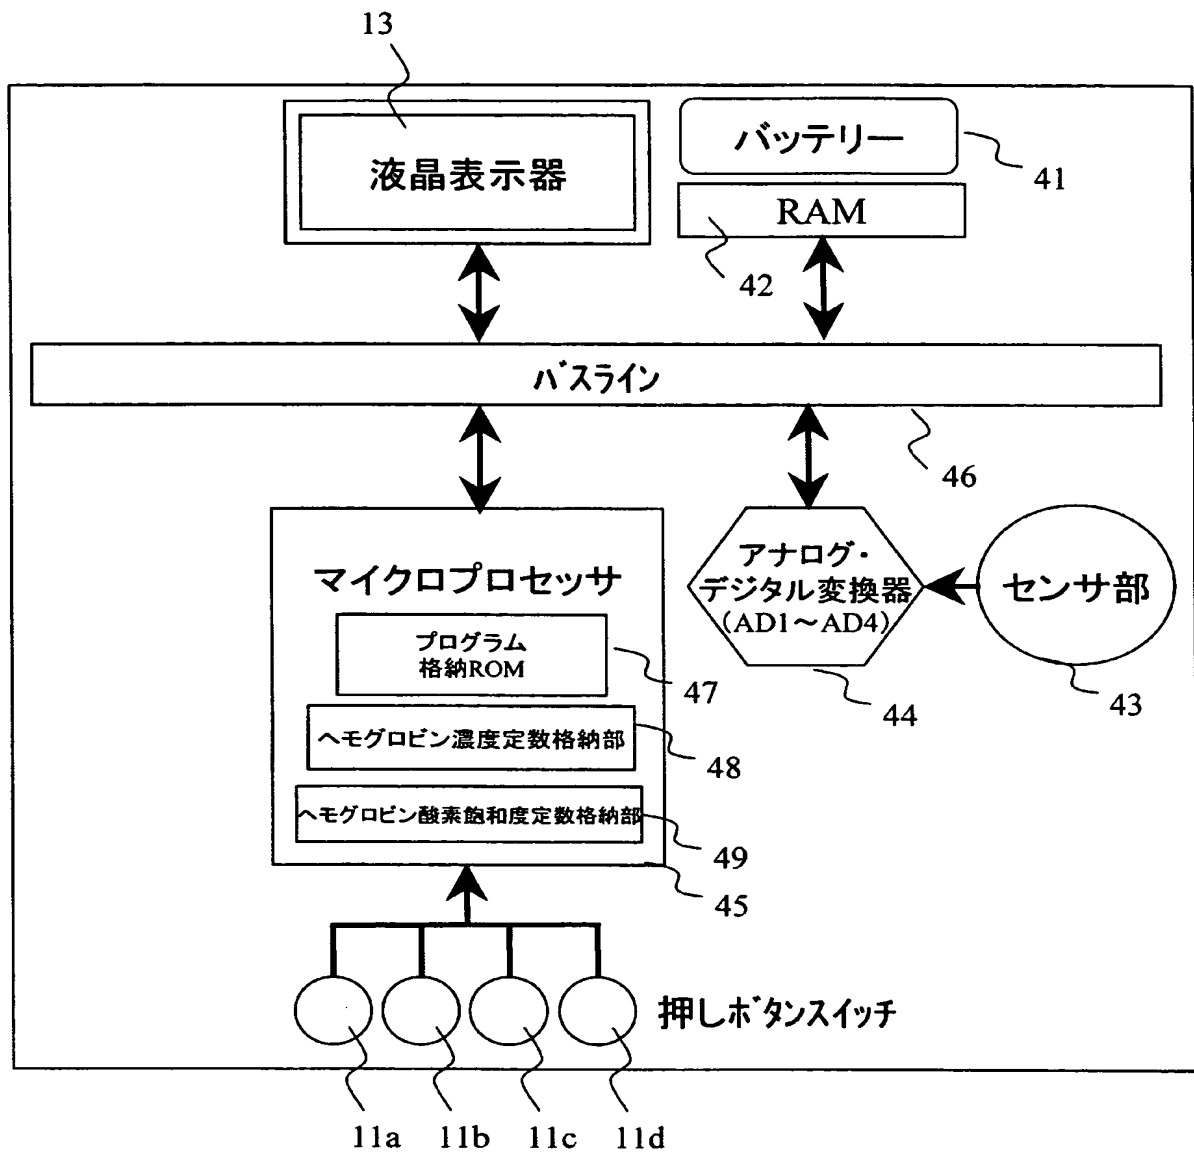 13
液晶表示器
バッテリー
41
RAM
42
バスライン
46
マイクロプロセッサ
プログラム
格納ROM
47
ヘモグロビン濃度定数格納部
48
ヘモグロビン酸素飽和度定数格納部
49
45
アナログ・
デジタル変換器
(AD1～AD4)
44
センサ部
43
押しボタンスイッチ
11a
11b
11c
11d